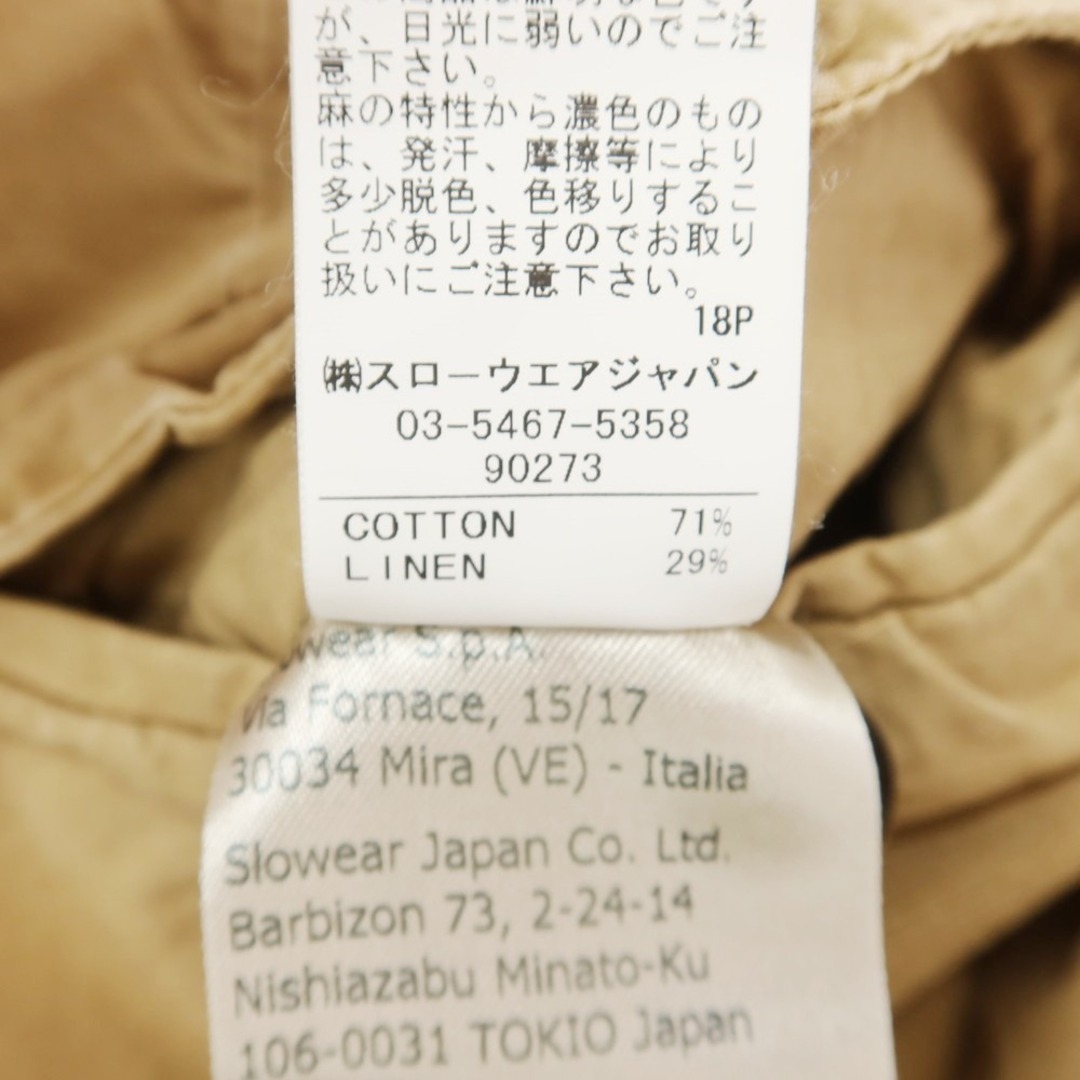 が、日光に弱いのでご注
意下さい。
麻の特性から濃色のもの
は、発汗、摩擦等により
多少脱色、色移りするこ
とがありますのでお取り
扱いにご注意下さい。
18P
㈱スローウエアジャパン
03-5467-5358
90273
COTTON 71%
LINEN 29%
S.p.A.
Via Fornace, 15/17
30034 Mira (VE) - Italia
Slowear Japan Co. Ltd.
Barbizon 73, 2-24-14
Nishiazabu Minato-Ku
106-0031 TOKIO Japan